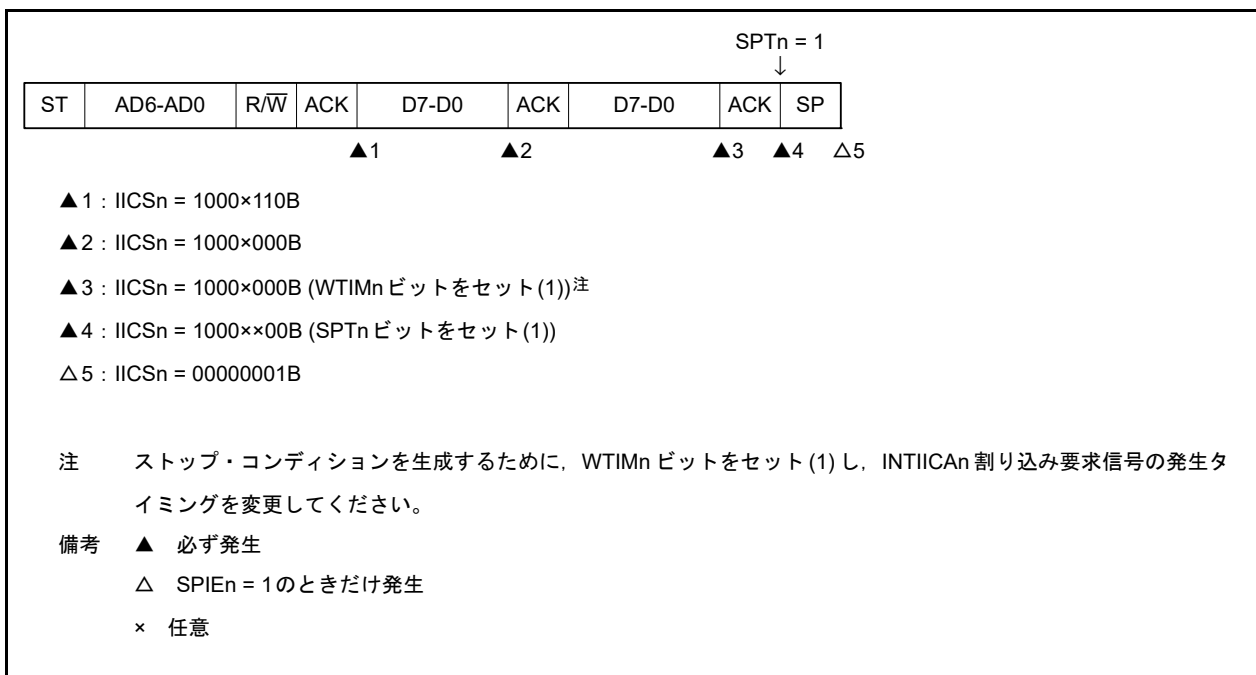 SPTn = 1
↓
ST AD6-AD0 R/W̅ ACK D7-D0 ACK D7-D0 ACK SP
▲1 ▲2 ▲3 ▲4 △5
▲1：IICSn = 1000×110B
▲2：IICSn = 1000×000B
▲3：IICSn = 1000×000B (WTIMnビットをセット(1))注
▲4：IICSn = 1000××00B (SPTnビットをセット(1))
△5：IICSn = 00000001B
注 ストップ・コンディションを生成するために，WTIMn ビットをセット (1) し，INTIICAn 割り込み要求信号の発生タ
イミングを変更してください。
備考 ▲ 必ず発生
△ SPIEn = 1のときだけ発生
× 任意